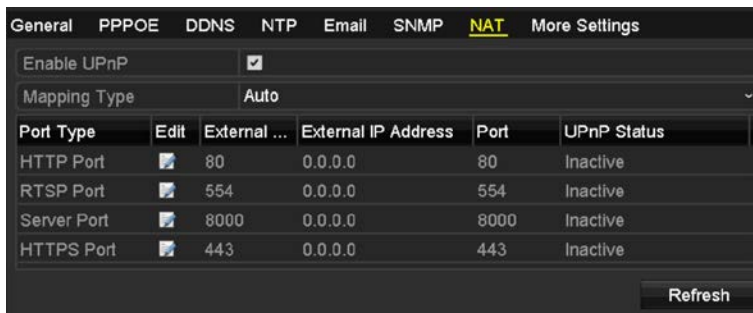 General PPPOE DDNS NTP Email SNMP NAT More Settings
Enable UPnP
Mapping Type Auto
Port Type Edit External ... External IP Address Port UPnP Status
HTTP Port 80 0.0.0.0 80 Inactive
RTSP Port 554 0.0.0.0 554 Inactive
Server Port 8000 0.0.0.0 8000 Inactive
HTTPS Port 443 0.0.0.0 443 Inactive
Refresh